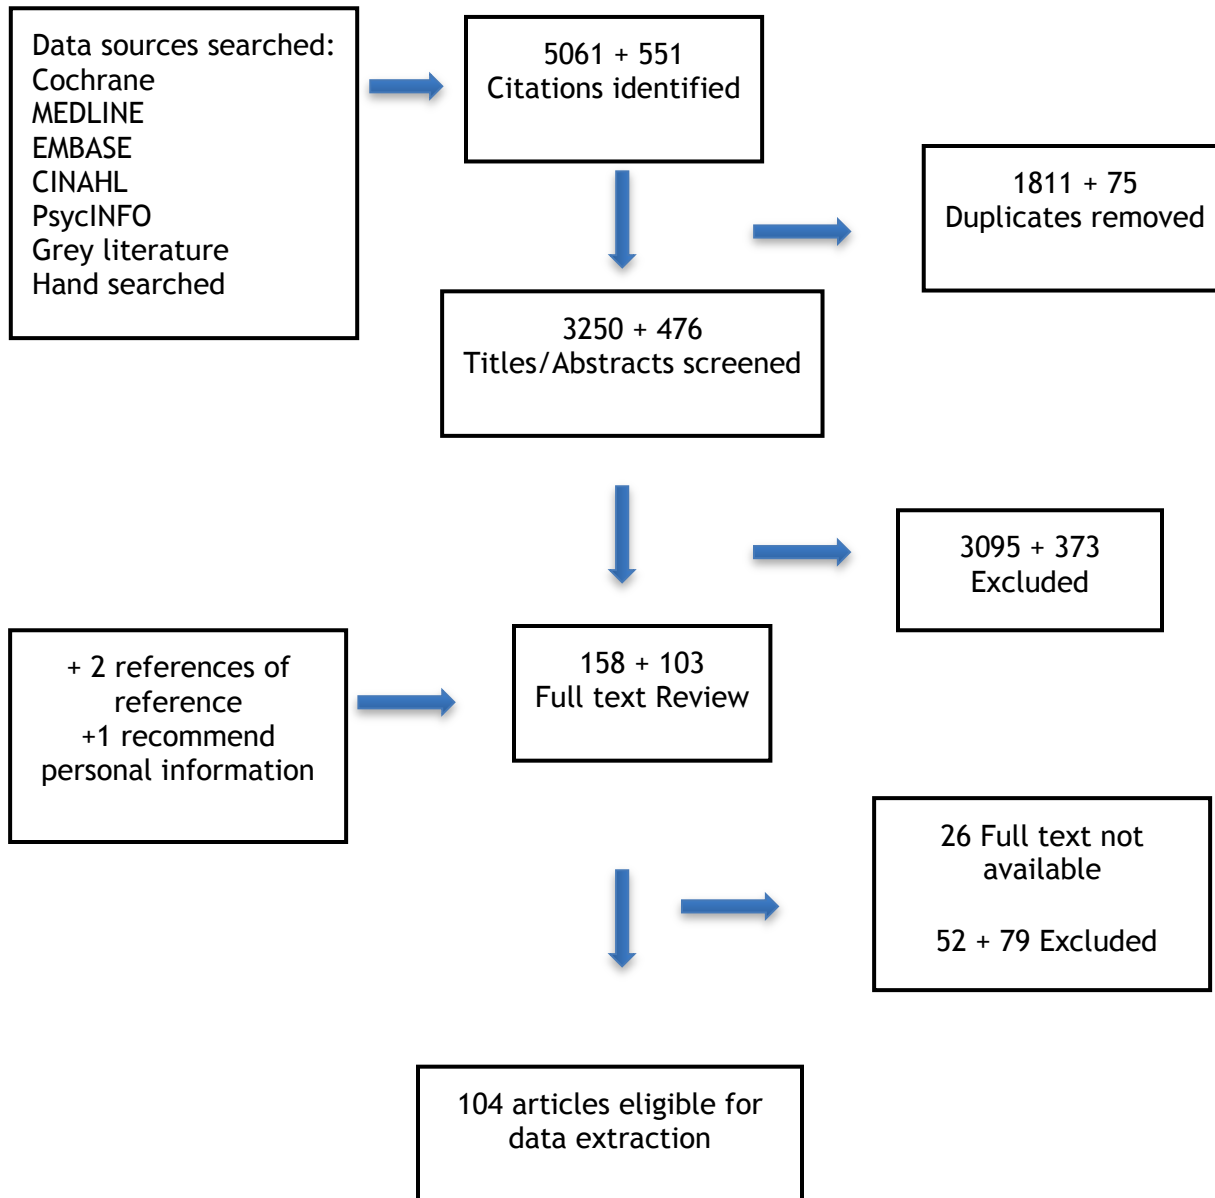 Data sources searched:
Cochrane
MEDLINE
EMBASE
CINAHL
PsycINFO
Grey literature
Hand searched
5061 + 551
Citations identified
1811 + 75
Duplicates removed
3250 + 476
Titles/Abstracts screened
3095 + 373
Excluded
+ 2 references of
reference
+1 recommend
personal information
158 + 103
Full text Review
26 Full text not
available
52 + 79 Excluded
104 articles eligible for
data extraction